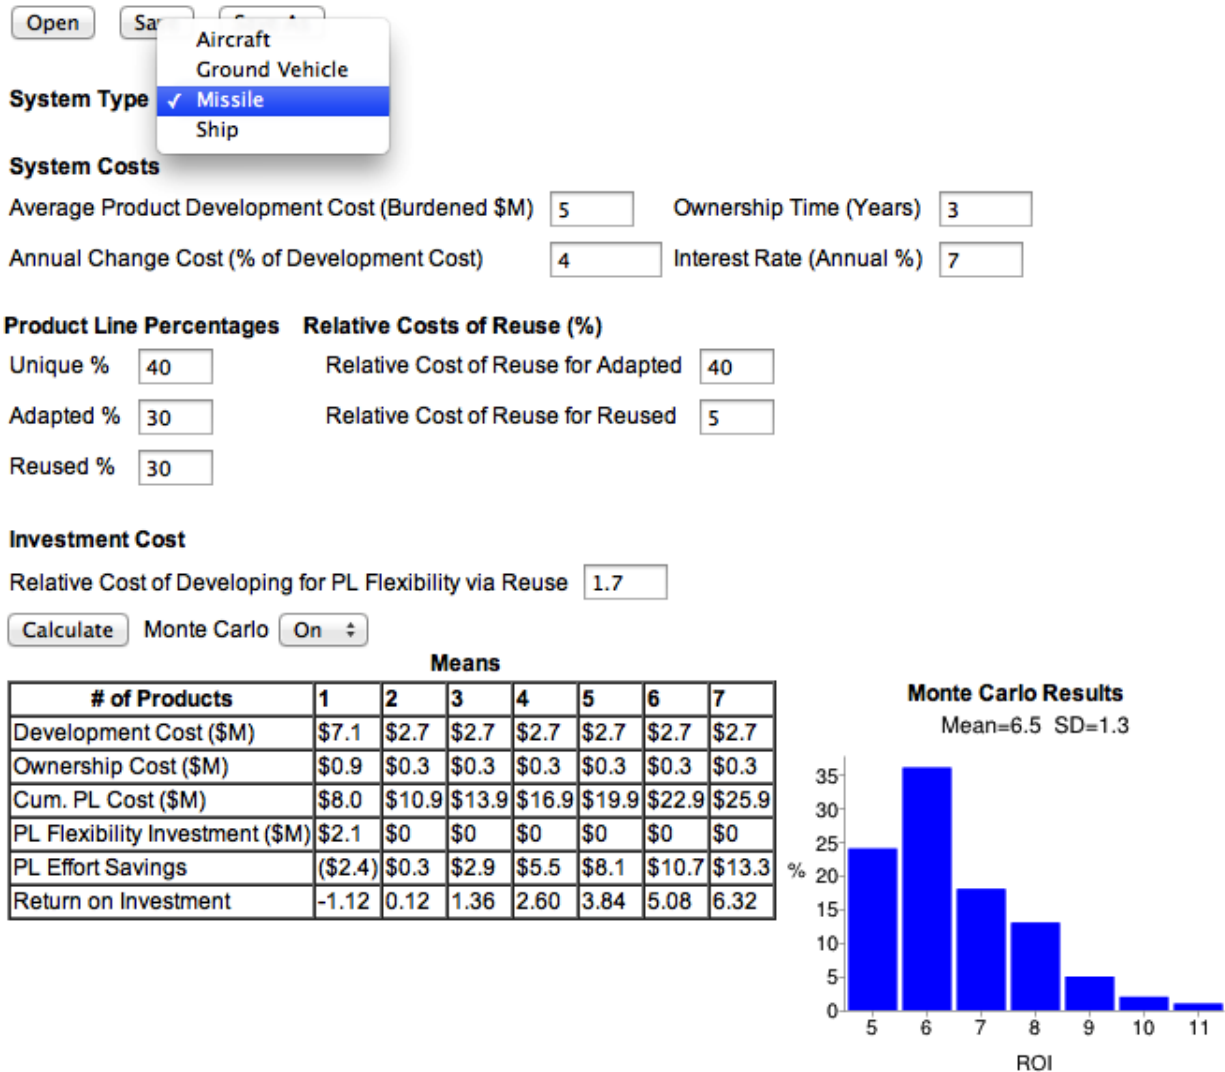 Open
Aircraft
Ground Vehicle
System Type ✓ Missile
Ship
System Costs
Average Product Development Cost (Burdened $M) 5 Ownership Time (Years) 3
Annual Change Cost (% of Development Cost) 4 Interest Rate (Annual %) 7
Product Line Percentages Relative Costs of Reuse (%)
Unique % 40 Relative Cost of Reuse for Adapted 40
Adapted % 30 Relative Cost of Reuse for Reused 5
Reused % 30
Investment Cost
Relative Cost of Developing for PL Flexibility via Reuse 1.7
Calculate Monte Carlo On
Means
# of Products 1 2 3 4 5 6 7
Development Cost ($M) $7.1 $2.7 $2.7 $2.7 $2.7 $2.7 $2.7
Ownership Cost ($M) $0.9 $0.3 $0.3 $0.3 $0.3 $0.3 $0.3
Cum. PL Cost ($M) $8.0 $10.9 $13.9 $16.9 $19.9 $22.9 $25.9
PL Flexibility Investment ($M) $2.1 $0 $0 $0 $0 $0 $0
PL Effort Savings ($2.4) $0.3 $2.9 $5.5 $8.1 $10.7 $13.3
Return on Investment -1.12 0.12 1.36 2.60 3.84 5.08 6.32
Monte Carlo Results
Mean=6.5 SD=1.3
35
30
25
% 20
15
10
5
0
5 6 7 8 9 10 11
ROI